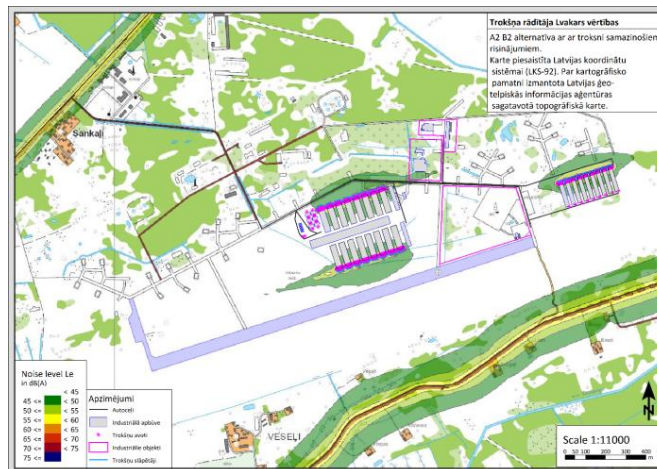 Trokšņa rādītāja Lvakars vērtības
A2 B2 alternatīva ar ar troksni samazinošiem
risinājumiem.
Karte piesaistīta Latvijas koordinātu
sistēmai (LKS-92). Par kartogrāfisko
pamatni izmantota Latvijas ģeo-
telpiskās informācijas aģentūras
sagatavotā topogrāfiskā karte.
Sankaļi
VESEĻI
Noise level Le
in dB(A)
< 45
45 <= < 50
50 <= < 55
55 <= < 60
60 <= < 65
65 <= < 70
70 <= < 75
75 <=
Apzīmējumi
Autoceļi
Industriālā apbūve
Trokšņu avoti
Industriālie objekti
Trokšņu slāpētāji
N
Scale 1:11000
0 50 100 200 300 400
m